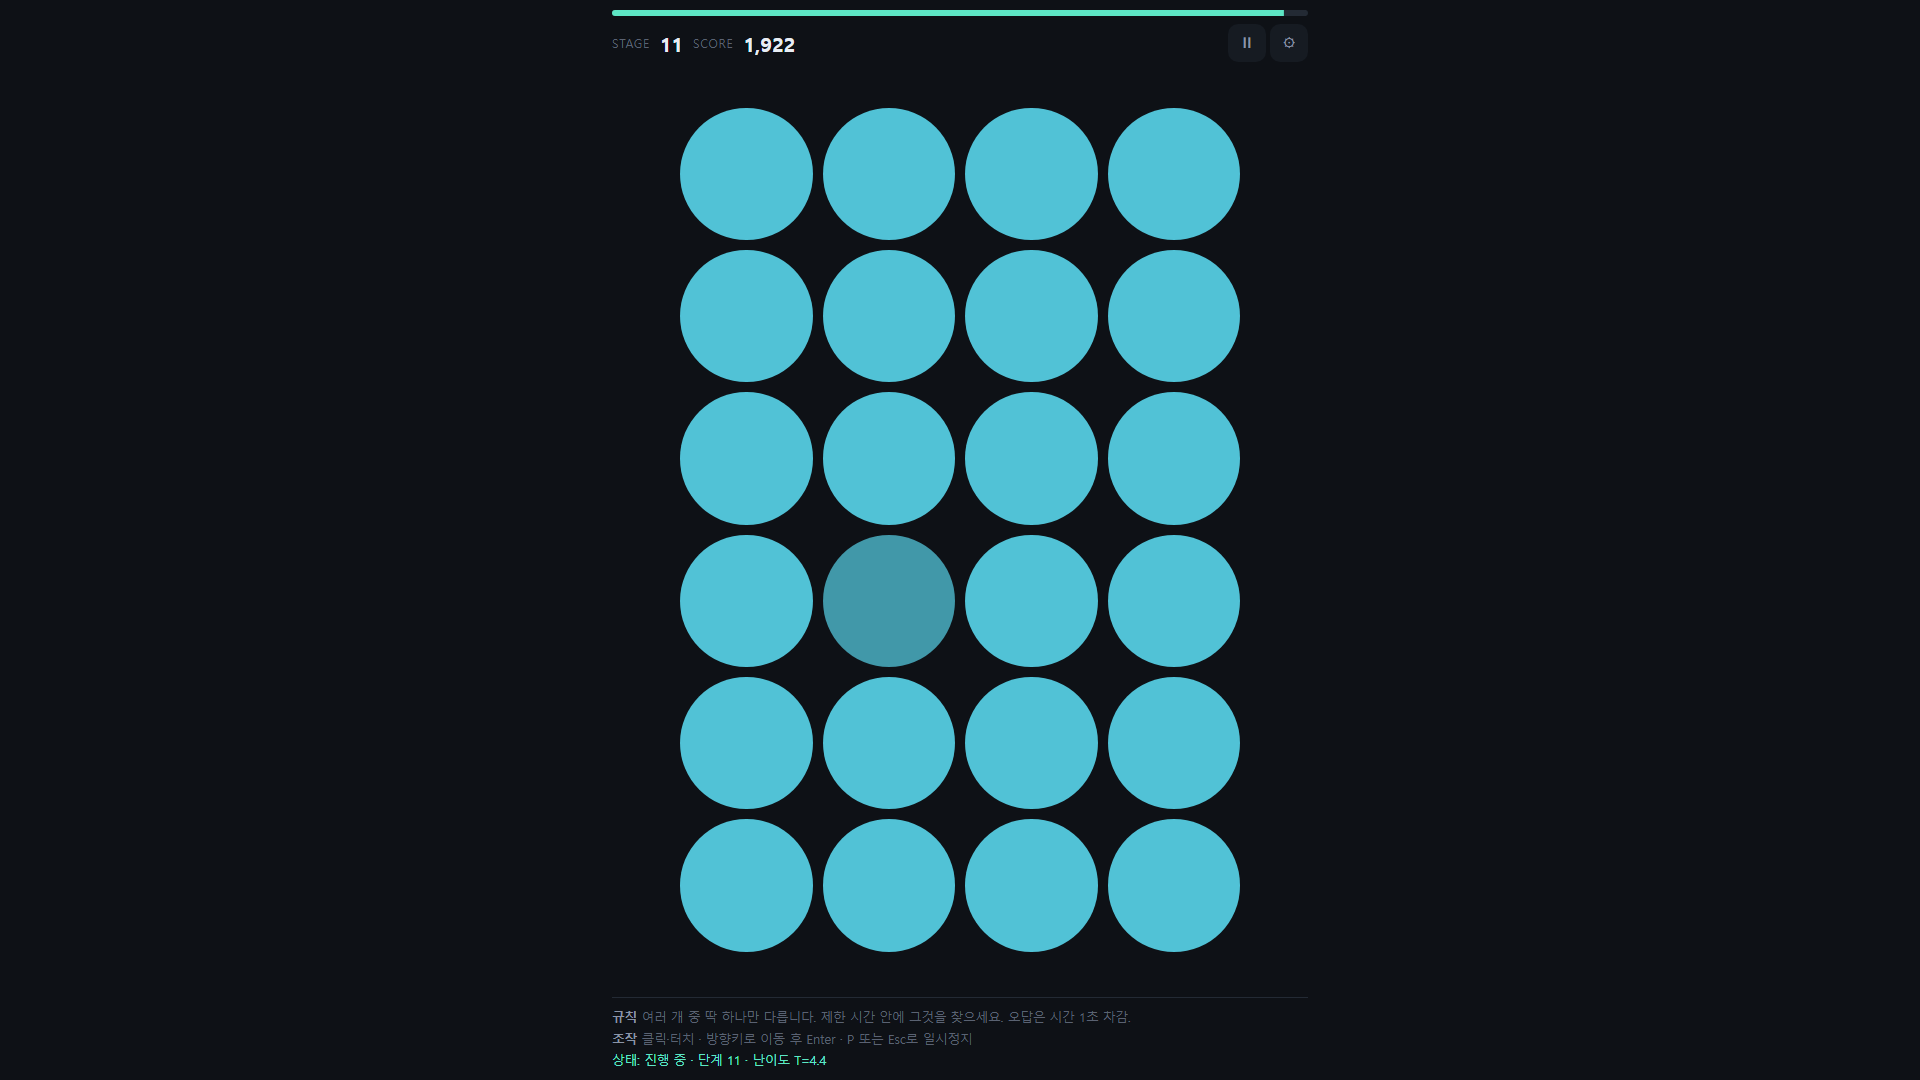 STAGE 11 SCORE 1,922
규칙 여러 개 중 딱 하나만 다릅니다. 제한 시간 안에 그것을 찾으세요. 오답은 시간 1초 차감.
조작 클릭·터치 · 방향키로 이동 후 Enter · P 또는 Esc로 일시정지
상태: 진행 중 · 단계 11 · 난이도 T=4.4